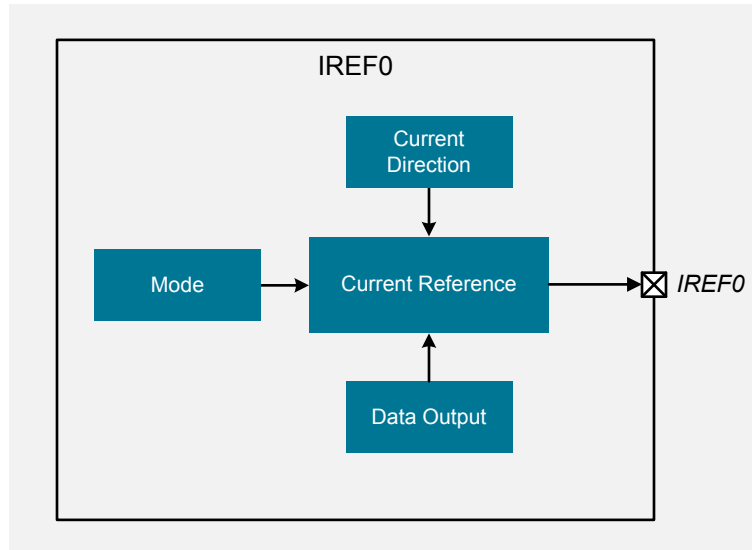 IREF0
Current
Direction
Mode
Current Reference
IREF0
Data Output